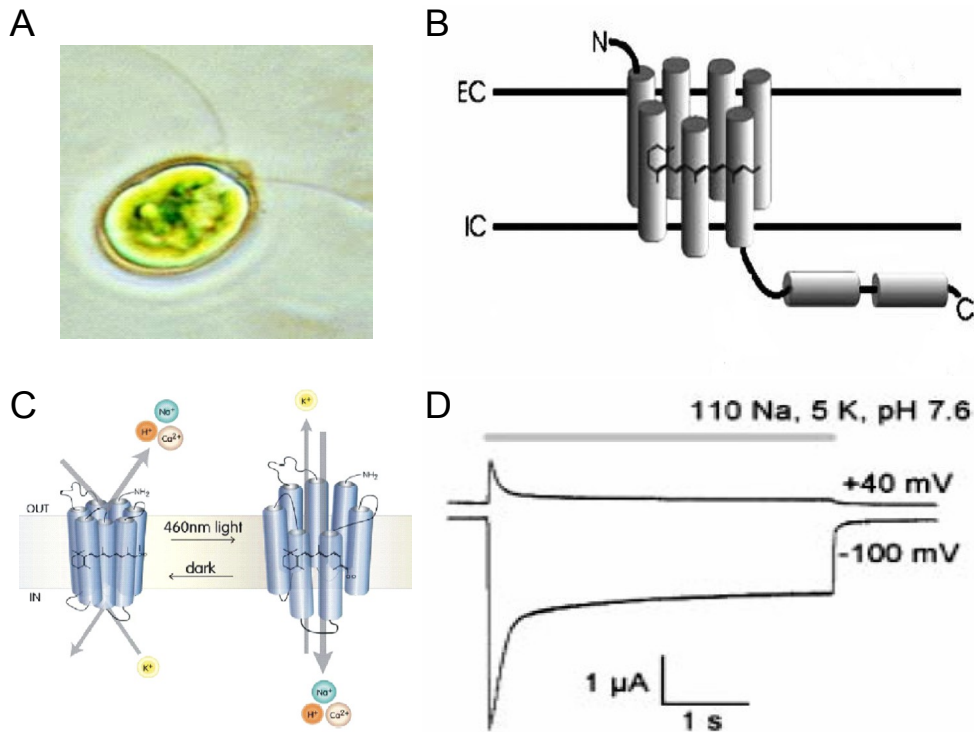 A
B
N
EC
IC
C
C
Na⁺
H⁺
Ca²⁺
K⁺
NH₂
OUT
460nm light
dark
IN
K⁺
Na⁺
H⁺
Ca²⁺
NH₂
D
110 Na, 5 K, pH 7.6
+40 mV
-100 mV
1 µA
1 s